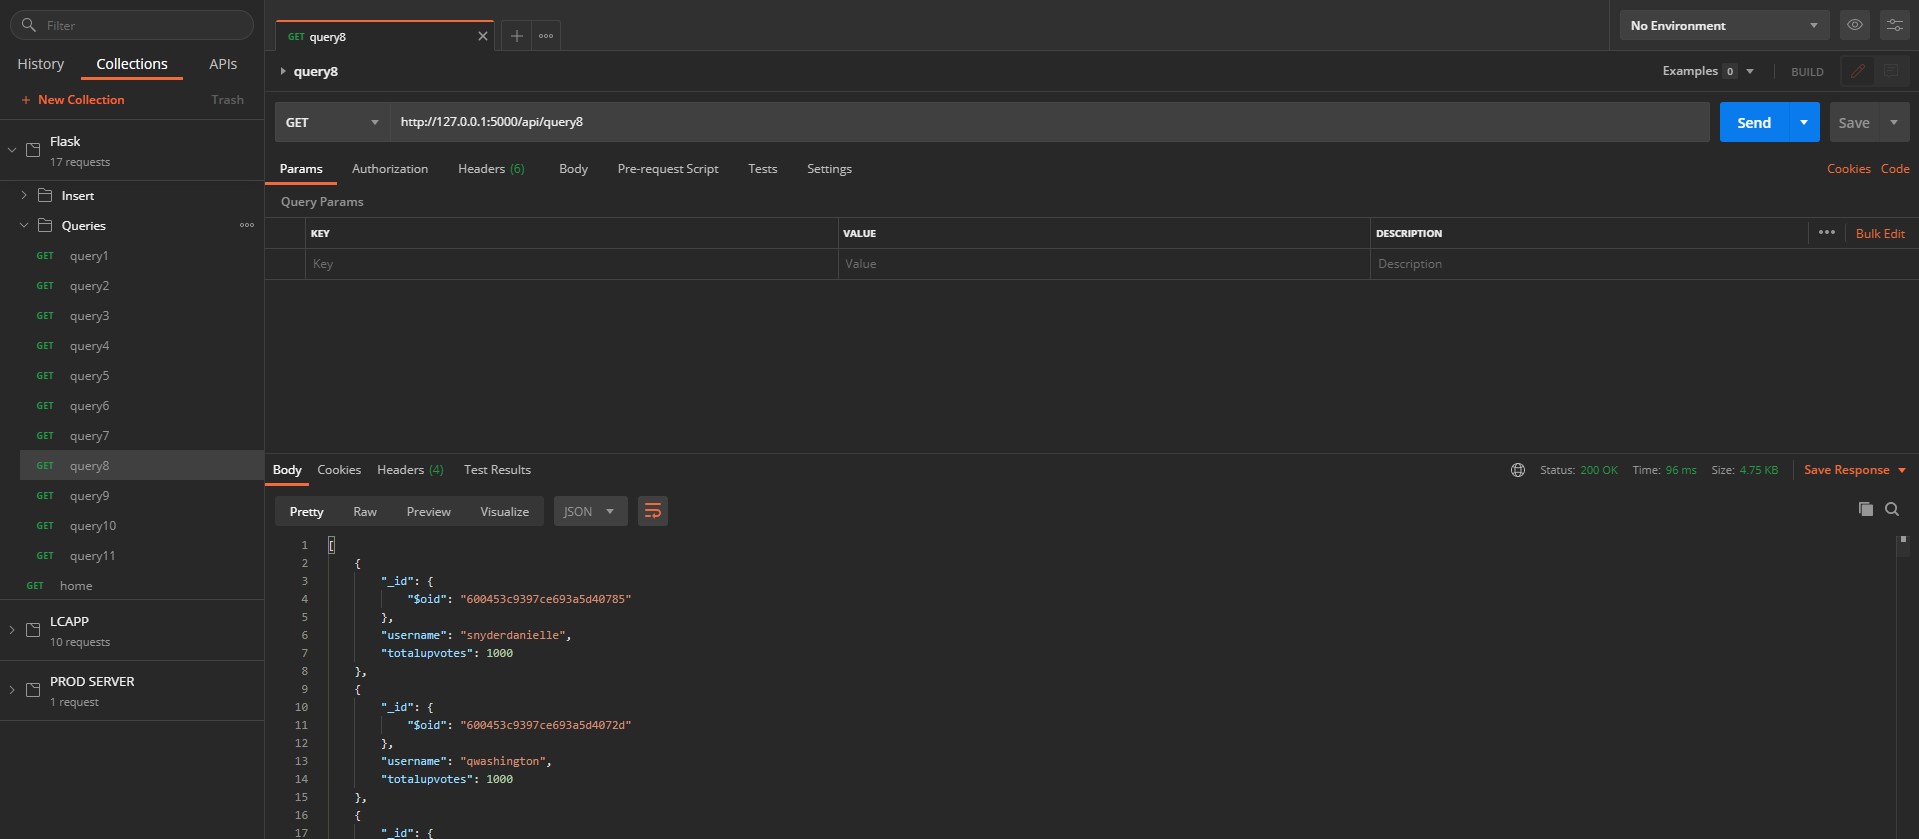 Filter
History Collections APIs
+ New Collection Trash
Flask
17 requests
Insert
Queries
GET query1
GET query2
GET query3
GET query4
GET query5
GET query6
GET query7
GET query8
GET query9
GET query10
GET query11
GET home
LCAPP
10 requests
PROD SERVER
1 request
GET query8
No Environment
query8
Examples 0 BUILD
GET http://127.0.0.1:5000/api/query8 Send Save
Params Authorization Headers (6) Body Pre-request Script Tests Settings Cookies Code
Query Params
KEY VALUE DESCRIPTION Bulk Edit
Key Value Description
Body Cookies Headers (4) Test Results Status: 200 OK Time: 96 ms Size: 4.75 KB Save Response
Pretty Raw Preview Visualize JSON
1 [
2 {
3 "_id": {
4 "$oid": "600453c9397ce693a5d40785"
5 },
6 "username": "snyderdanielle",
7 "totalupvotes": 1000
8 },
9 {
10 "_id": {
11 "$oid": "600453c9397ce693a5d4072d"
12 },
13 "username": "qwashington",
14 "totalupvotes": 1000
15 },
16 {
17 "_id": {